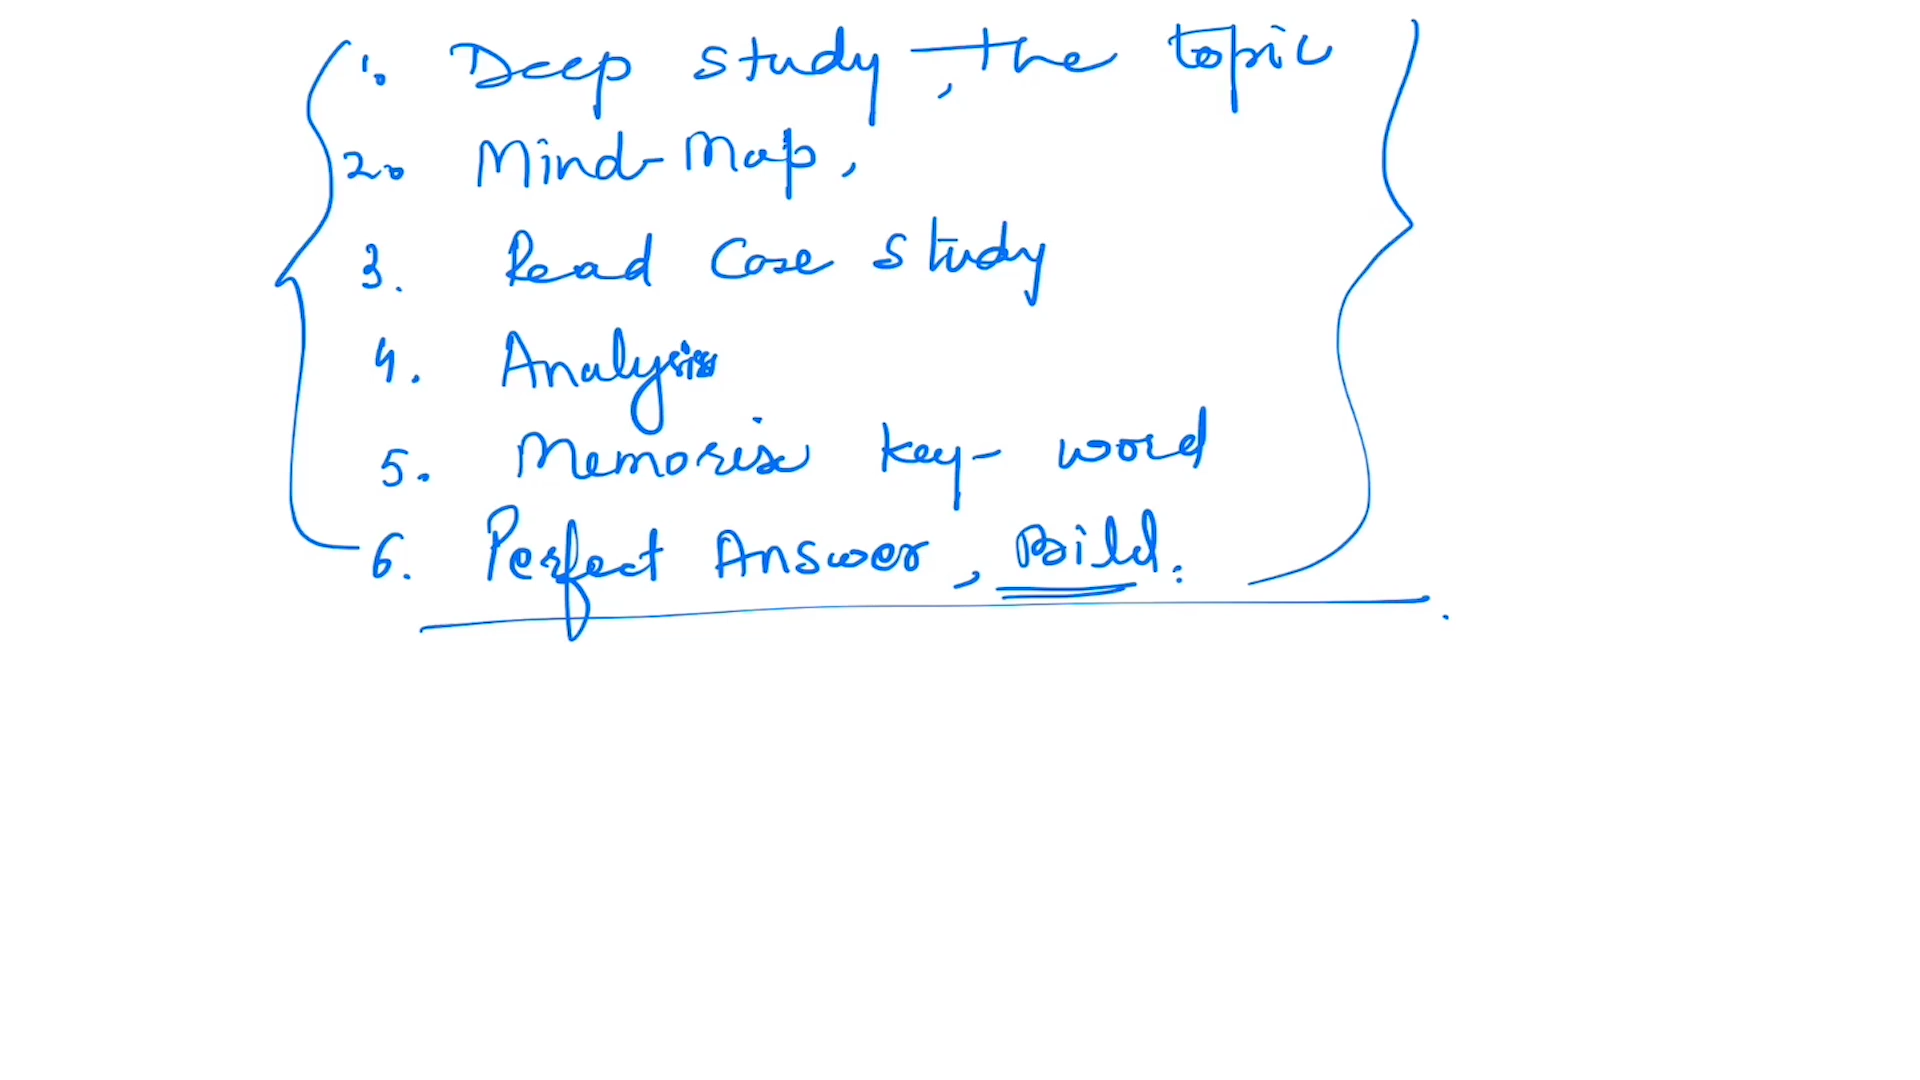 1. Deep study, the topic
2. Mind-Map,
3. Read Case study
4. Analysis
5. Memorise key-word
6. Perfect Answer, Bild.